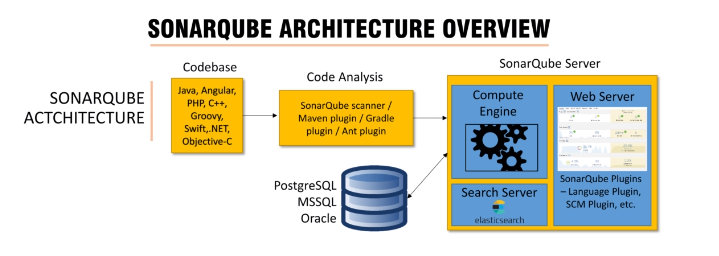 SONARQUBE ARCHITECTURE OVERVIEW
SONARQUBE
ACTCHITECTURE
Codebase
Java, Angular,
PHP, C++,
Groovy,
Swift,.NET,
Objective-C
Code Analysis
SonarQube scanner /
Maven plugin / Gradle
plugin / Ant plugin
PostgreSQL
MSSQL
Oracle
SonarQube Server
Compute
Engine
Search Server
elasticsearch
Web Server
SonarQube Plugins
– Language Plugin,
SCM Plugin, etc.